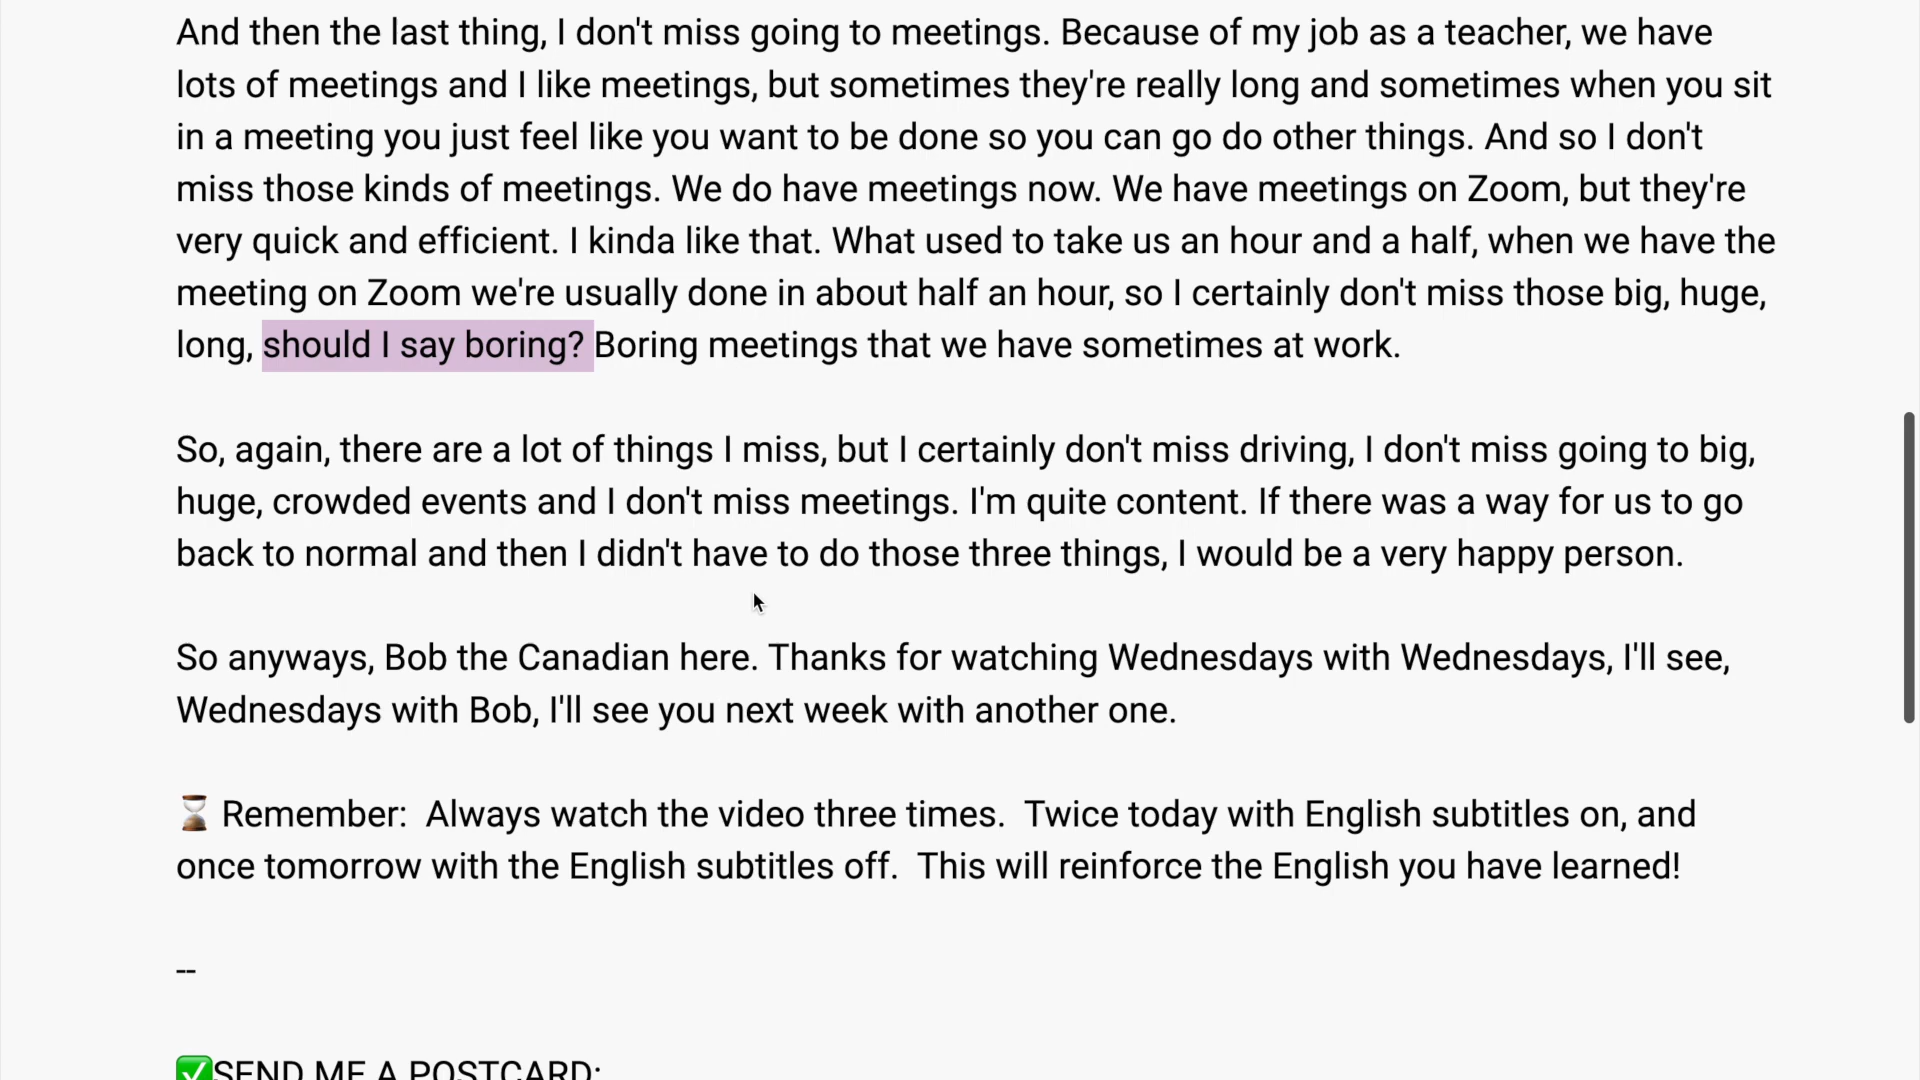 And then the last thing, I don't miss going to meetings. Because of my job as a teacher, we have
lots of meetings and I like meetings, but sometimes they're really long and sometimes when you sit
in a meeting you just feel like you want to be done so you can go do other things. And so I don't
miss those kinds of meetings. We do have meetings now. We have meetings on Zoom, but they're
very quick and efficient. I kinda like that. What used to take us an hour and a half, when we have the
meeting on Zoom we're usually done in about half an hour, so I certainly don't miss those big, huge,
long, should I say boring? Boring meetings that we have sometimes at work.
So, again, there are a lot of things I miss, but I certainly don't miss driving, I don't miss going to big,
huge, crowded events and I don't miss meetings. I'm quite content. If there was a way for us to go
back to normal and then I didn't have to do those three things, I would be a very happy person.
So anyways, Bob the Canadian here. Thanks for watching Wednesdays with Wednesdays, I'll see,
Wednesdays with Bob, I'll see you next week with another one.
⌛ Remember:  Always watch the video three times.  Twice today with English subtitles on, and
once tomorrow with the English subtitles off.  This will reinforce the English you have learned!
--
✅SEND ME A POSTCARD: